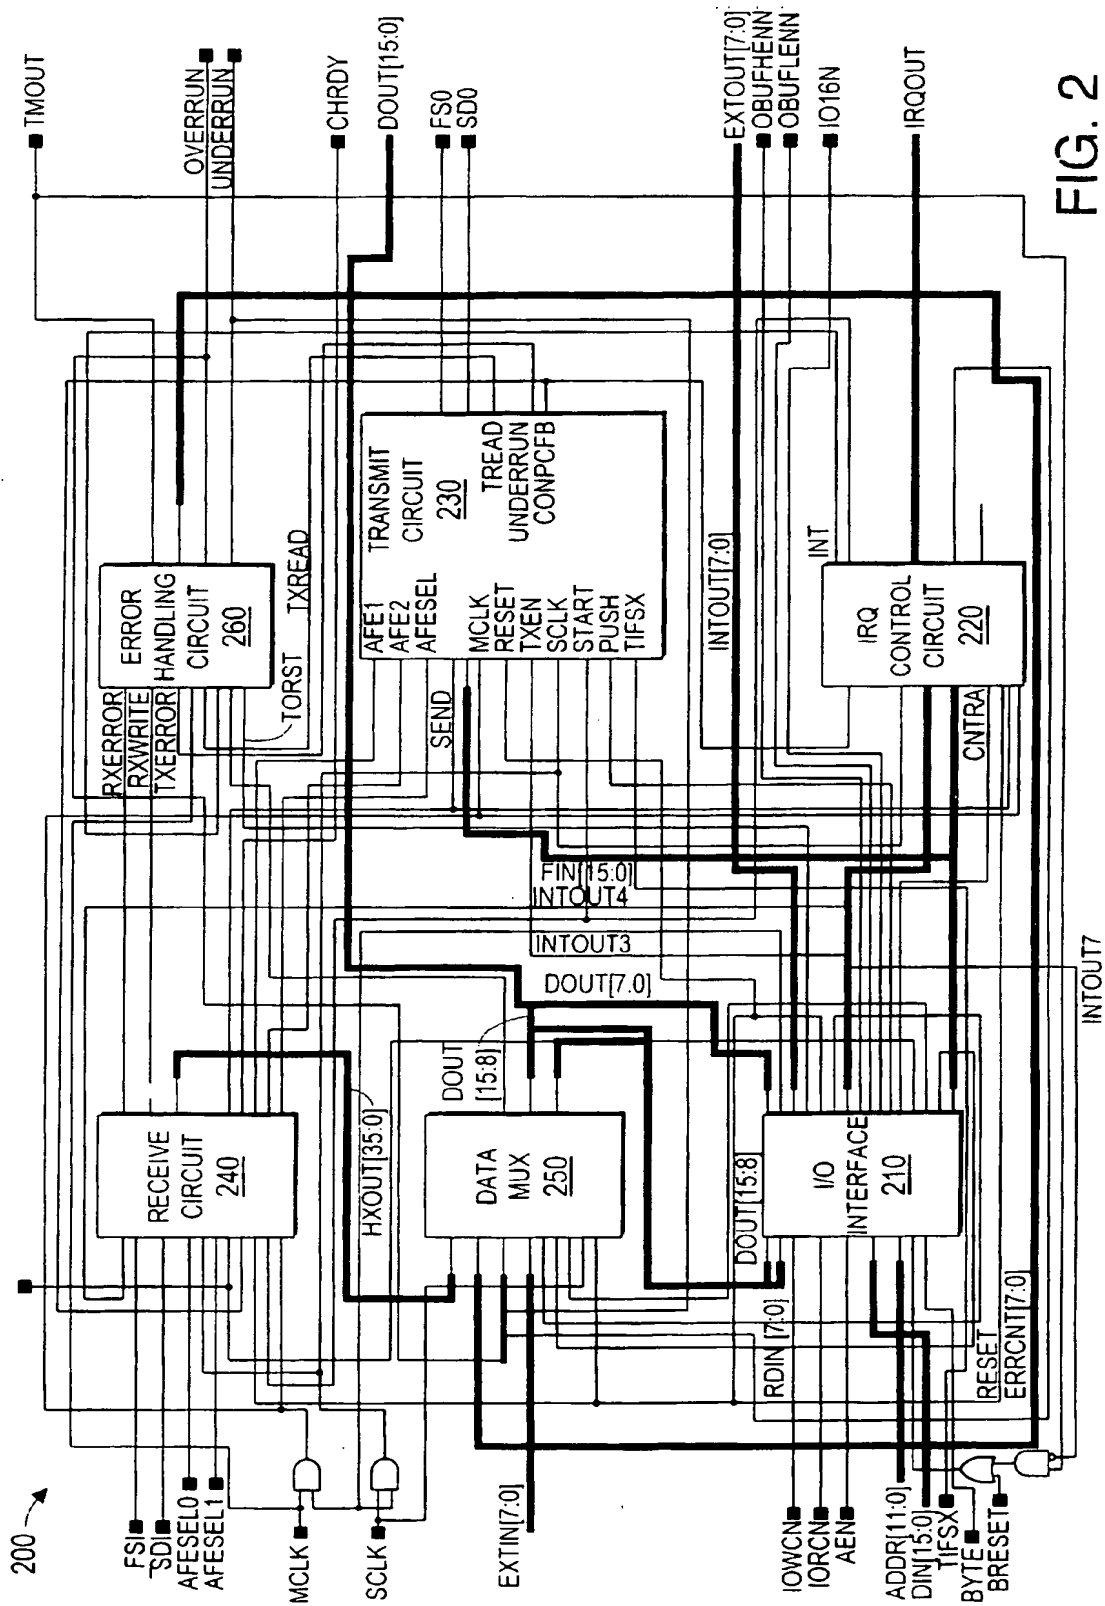 200
FSI
SDI
AFESEL0
AFESEL1
MCLK
SCLK
EXTIN[7:0]
IOWCN
IORCN
AEN
ADDR[11:0]
DIN[15:0]
TIFSX
BYTE
BRESET
RECEIVE
CIRCUIT
240
HXOUT[35:0]
DATA
MUX
250
DOUT
[15:8]
I/O
INTERFACE
210
DOUT[15:8]
RDIN [7:0]
RESET
ERRCNT[7:0]
DOUT[7.0]
INTOUT3
FIN[15:0]
INTOUT4
INTOUT7
RXERROR
RXWRITE
TXERROR
ERROR
HANDLING
CIRCUIT
260
TORST
TXREAD
SEND
TRANSMIT
CIRCUIT
230
AFE1
AFE2
AFESEL
MCLK
RESET
TXEN
SCLK
START
PUSH
TIFSX
TREAD
UNDERRUN
CONPCFB
INTOUT[7:0]
INT
IRQ
CONTROL
CIRCUIT
220
CNTRA
TMOUT
OVERRUN
UNDERRUN
CHRDY
DOUT[15:0]
FS0
SD0
EXTOUT[7:0]
OBUFHENN
OBUFLENN
IO16N
IRQOUT
FIG. 2